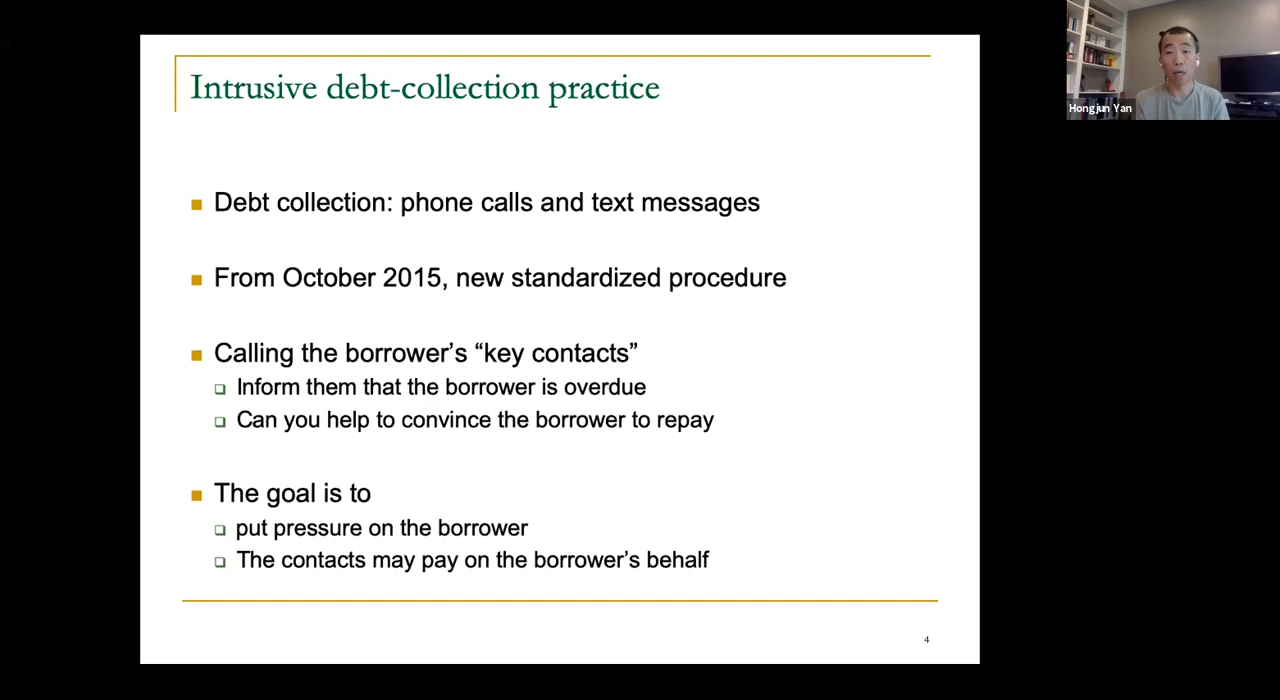 Intrusive debt-collection practice
Hongjun Yan
Debt collection: phone calls and text messages
From October 2015, new standardized procedure
Calling the borrower’s “key contacts”
Inform them that the borrower is overdue
Can you help to convince the borrower to repay
The goal is to
put pressure on the borrower
The contacts may pay on the borrower’s behalf
4